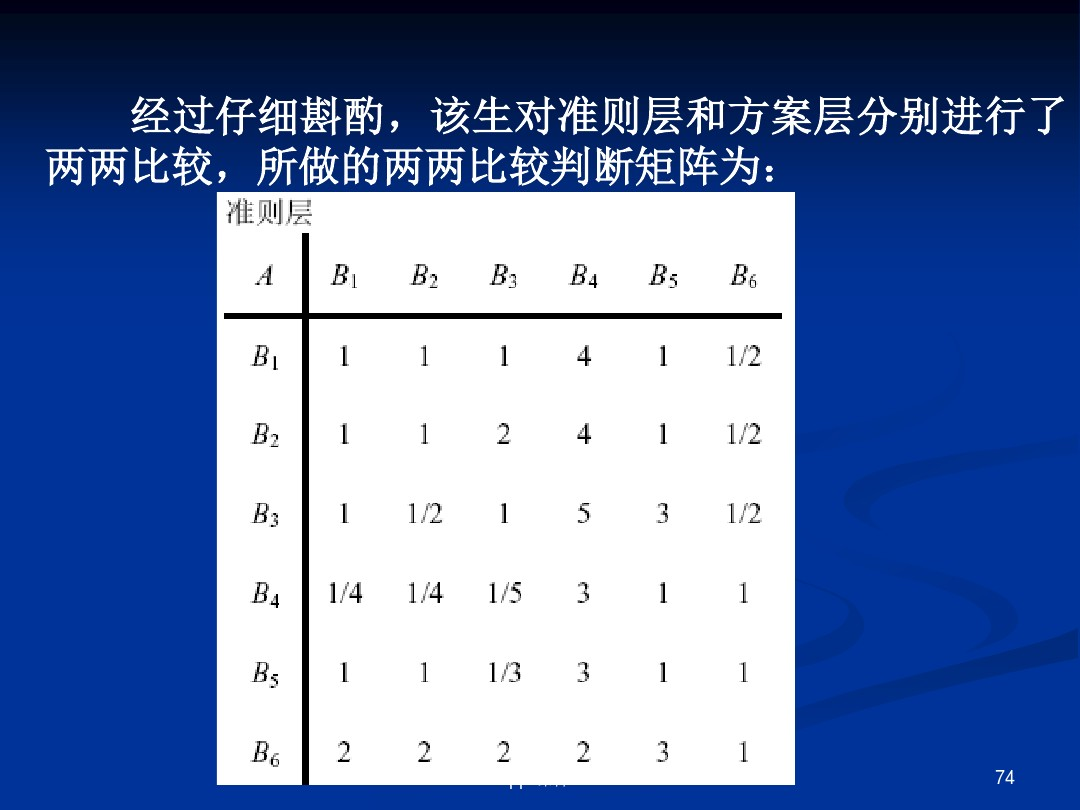 经过仔细斟酌，该生对准则层和方案层分别进行了
两两比较，所做的两两比较判断矩阵为：
准则层
A B1 B2 B3 B4 B5 B6
B1 1 1 1 4 1 1/2
B2 1 1 2 4 1 1/2
B3 1 1/2 1 5 3 1/2
B4 1/4 1/4 1/5 3 1 1
B5 1 1 1/3 3 1 1
B6 2 2 2 2 3 1
74